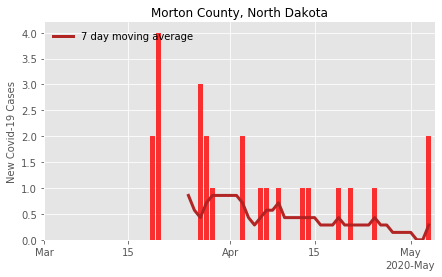 Morton County, North Dakota
7 day moving average
New Covid-19 Cases
4.0
3.5
3.0
2.5
2.0
1.5
1.0
0.5
0.0
Mar
15
Apr
15
May
2020-May